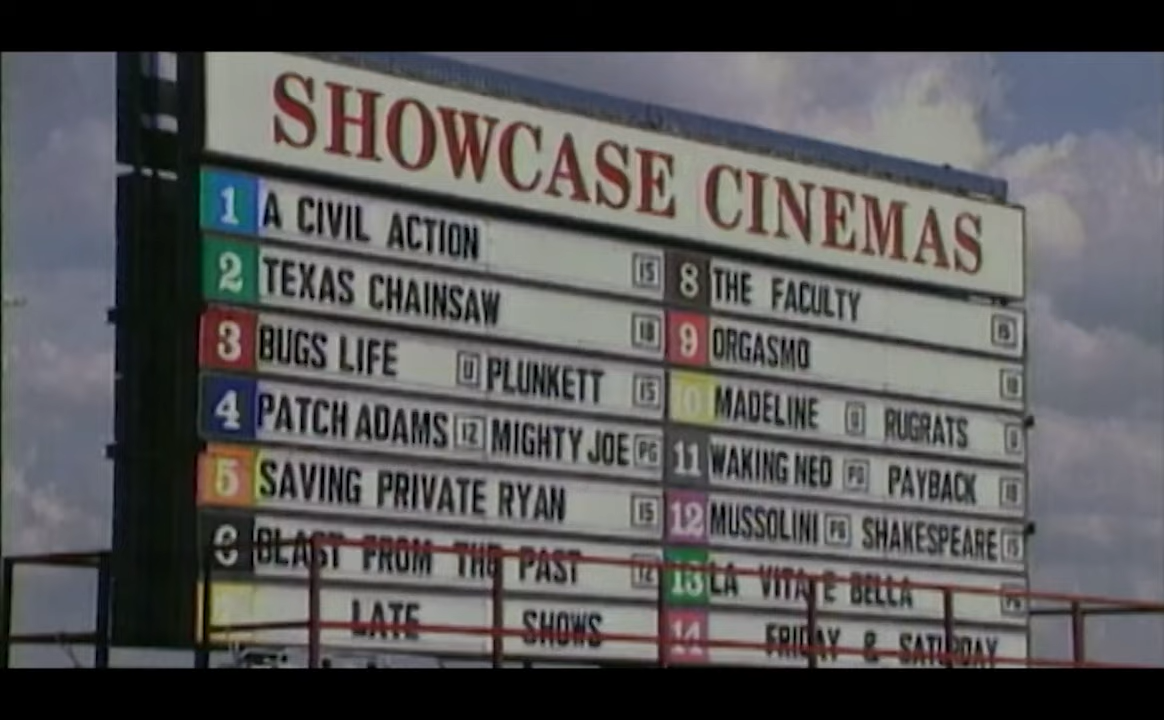 SHOWCASE CINEMAS
1 A CIVIL ACTION 15
2 TEXAS CHAINSAW 18
3 BUGS LIFE U PLUNKETT 15
4 PATCH ADAMS 12 MIGHTY JOE PG
5 SAVING PRIVATE RYAN 15
6 BLAST FROM THE PAST 12
LATE SHOWS
8 THE FACULTY 15
9 ORGASMO 18
0 MADELINE U RUGRATS U
11 WAKING NED PG PAYBACK 18
12 MUSSOLINI PG SHAKESPEARE 15
13 LA VITA E BELLA PG
14 FRIDAY & SATURDAY